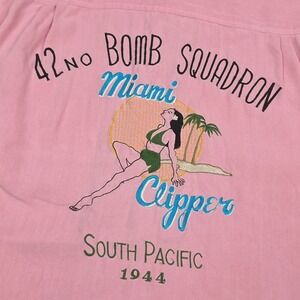 42ND BOMB SQUADRON
Miami
Clipper
SOUTH PACIFIC
1944